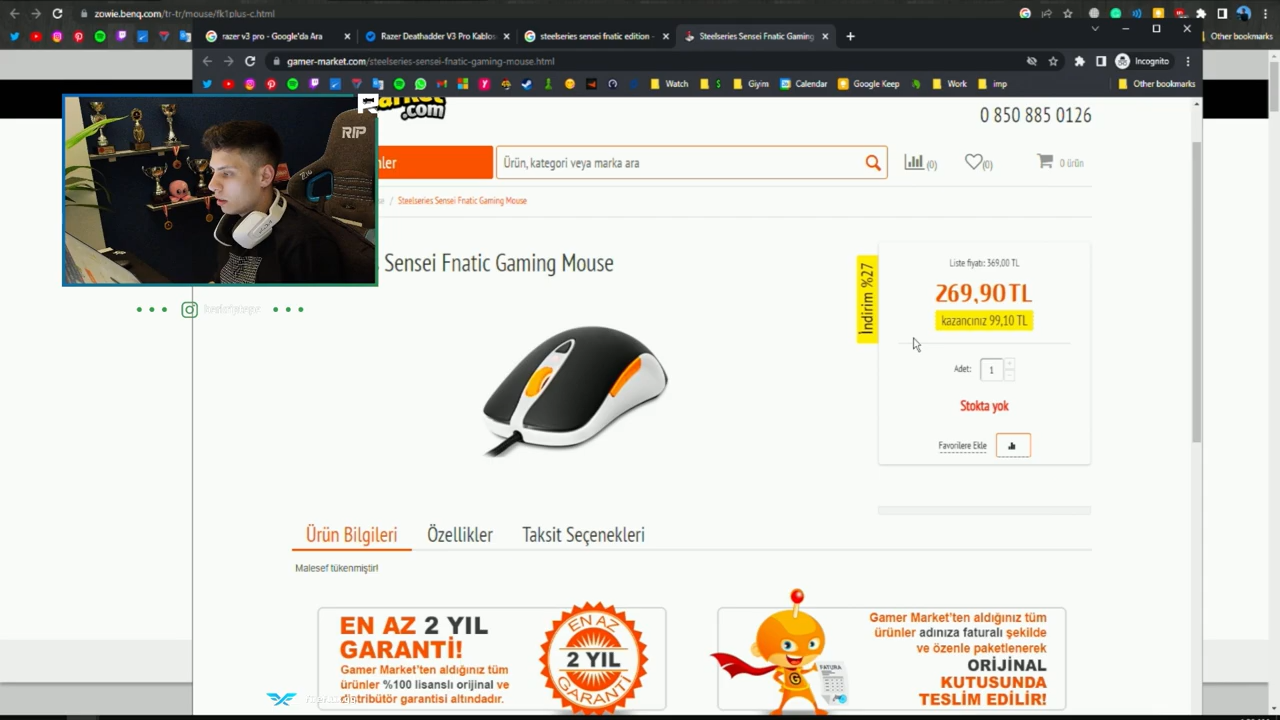 zowie.benq.com/tr-tr/mouse/fk1plus-c.html
razer v3 pro - Google'da Ara
Razer Deathadder V3 Pro Kablos
steelseries sensei fnatic edition -
Steelseries Sensei Fnatic Gaming
Other bookmarks
gamer-market.com/steelseries-sensei-fnatic-gaming-mouse.html
Incognito
Watch
$
Giyim
Calendar
Google Keep
Work
imp
Other bookmarks
.com
0 850 885 0126
RIP
Ürün, kategori veya marka ara
(0)
(0)
0 ürün
/ Steelseries Sensei Fnatic Gaming Mouse
Sensei Fnatic Gaming Mouse
İndirim %27
Liste fiyatı: 369,00 TL
269,90 TL
kazancınız 99,10 TL
Adet:
1
Stokta yok
Favorilere Ekle
Ürün Bilgileri
Özellikler
Taksit Seçenekleri
Malesef tükenmiştir!
EN AZ 2 YIL
GARANTİ!
Gamer Market'ten aldığınız tüm
ürünler %100 lisanslı orijinal ve
distribütör garantisi altındadır.
EN AZ
2 YIL
GARANTİ
G
FATURA
Gamer Market'ten aldığınız tüm
ürünler adınıza faturalı şekilde
ve özenle paketlenerek
ORİJİNAL
KUTUSUNDA
TESLİM EDİLİR!